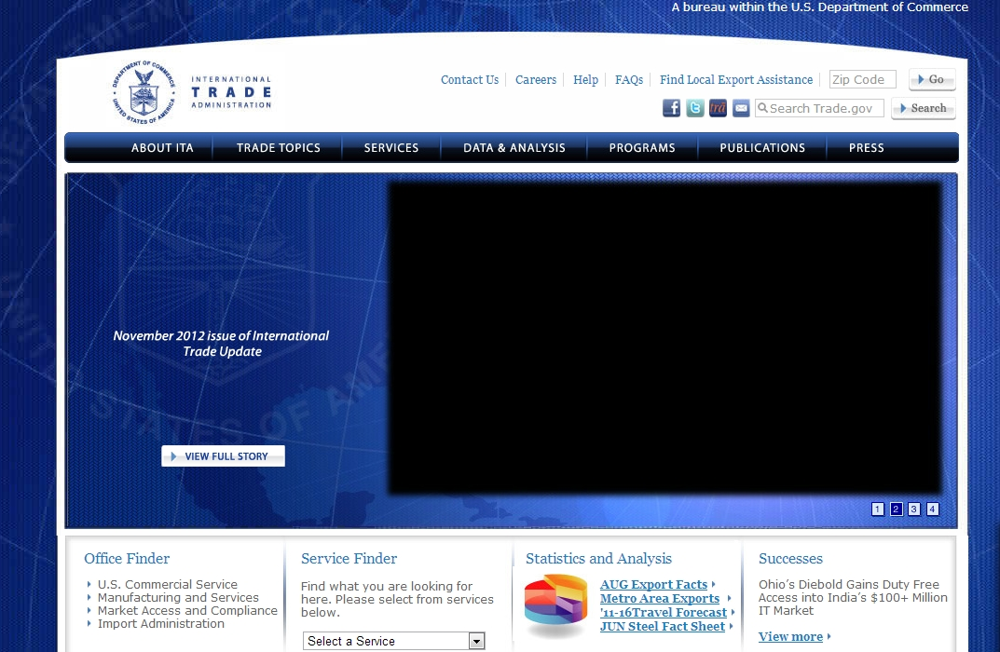 A bureau within the U.S. Department of Commerce
DEPARTMENT OF COMMERCE
UNITED STATES OF AMERICA
INTERNATIONAL
TRADE
ADMINISTRATION
Contact Us
Careers
Help
FAQs
Find Local Export Assistance
Zip Code
Go
f
t
tra
Search Trade.gov
Search
ABOUT ITA
TRADE TOPICS
SERVICES
DATA & ANALYSIS
PROGRAMS
PUBLICATIONS
PRESS
November 2012 issue of International
Trade Update
STATES OF AME
VIEW FULL STORY
1 2 3 4
Office Finder
U.S. Commercial Service
Manufacturing and Services
Market Access and Compliance
Import Administration
Service Finder
Find what you are looking for
here. Please select from services
below.
Select a Service
Statistics and Analysis
AUG Export Facts
Metro Area Exports
'11-16Travel Forecast
JUN Steel Fact Sheet
Successes
Ohio’s Diebold Gains Duty Free
Access into India’s $100+ Million
IT Market
View more